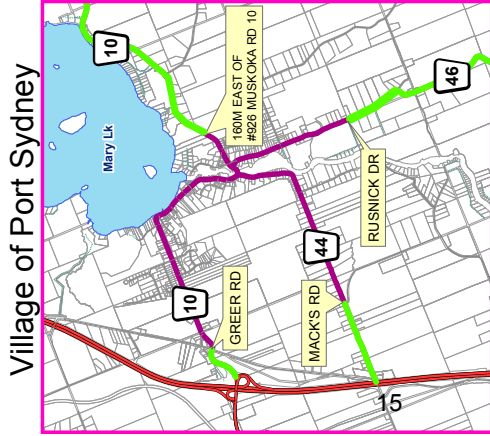 Village of Port Sydney
10
Mary Lk
160M EAST OF
#926 MUSKOKA RD 10
46
RUSNICK DR
10
GREER RD
44
MACK'S RD
15